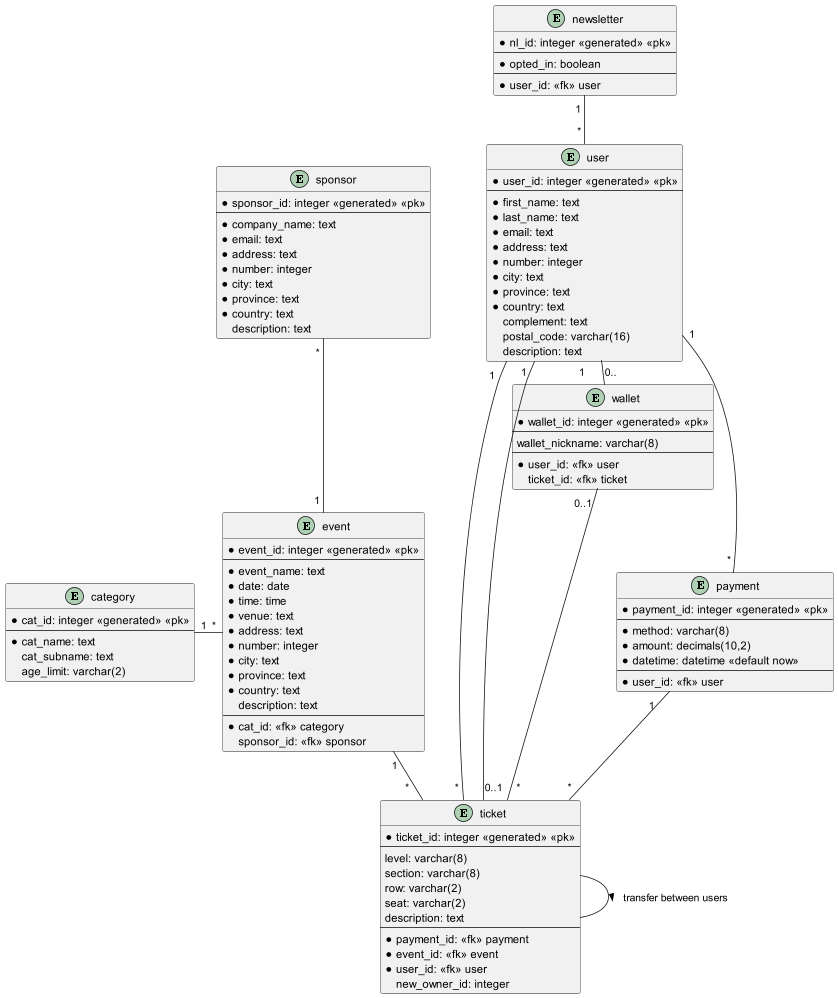 E newsletter
nl_id: integer «generated» «pk»
opted_in: boolean
user_id: «fk» user
1
*
E user
user_id: integer «generated» «pk»
first_name: text
last_name: text
email: text
address: text
number: integer
city: text
province: text
country: text
complement: text
postal_code: varchar(16)
description: text
E sponsor
sponsor_id: integer «generated» «pk»
company_name: text
email: text
address: text
number: integer
city: text
province: text
country: text
description: text
1
1
1
1
0..
*
E wallet
wallet_id: integer «generated» «pk»
wallet_nickname: varchar(8)
user_id: «fk» user
ticket_id: «fk» ticket
0..1
1
E event
event_id: integer «generated» «pk»
event_name: text
date: date
time: time
venue: text
address: text
number: integer
city: text
province: text
country: text
description: text
cat_id: «fk» category
sponsor_id: «fk» sponsor
*
E payment
payment_id: integer «generated» «pk»
method: varchar(8)
amount: decimals(10,2)
datetime: datetime «default now»
user_id: «fk» user
E category
cat_id: integer «generated» «pk»
cat_name: text
cat_subname: text
age_limit: varchar(2)
1 *
1
1
*
*
0..1
*
*
E ticket
ticket_id: integer «generated» «pk»
level: varchar(8)
section: varchar(8)
row: varchar(2)
seat: varchar(2)
description: text
payment_id: «fk» payment
event_id: «fk» event
user_id: «fk» user
new_owner_id: integer
transfer between users